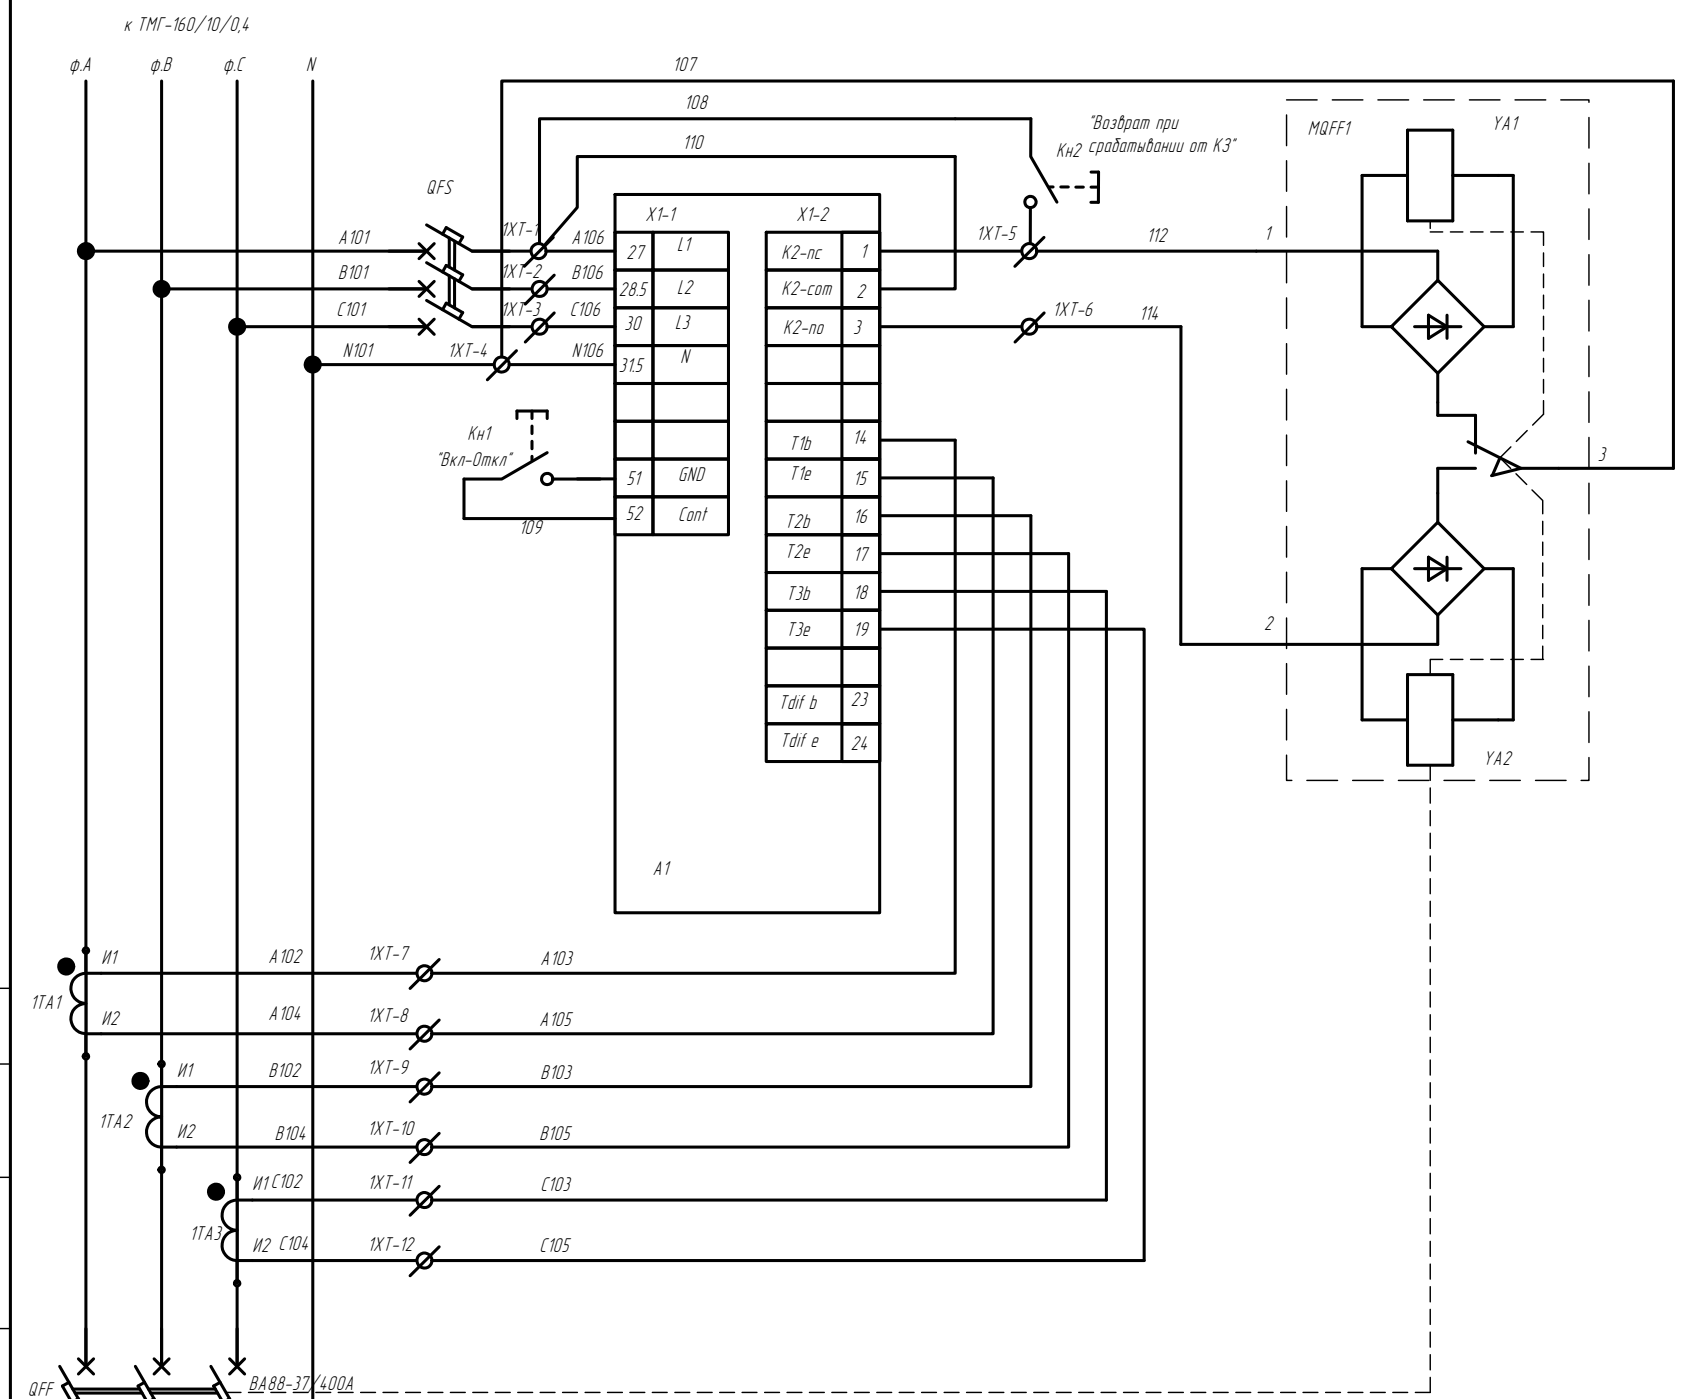 к ТМГ-160/10/0,4
ф.А ф.В ф.С N
107
108
110
"Возврат при
срабатывании от КЗ"
Кн2
MQFF1
YA1
QFS
X1-1
X1-2
A101
1XT-1
A106
27 L1
K2-nc 1
1XT-5
112
1
B101
1XT-2
B106
28.5 L2
K2-com 2
C101
1XT-3
C106
30 L3
K2-no 3
1XT-6
114
N101
1XT-4
N106
31.5 N
Кн1
"Вкл-Откл"
T1b 14
3
51 GND
T1e 15
52 Cont
109
T2b 16
T2e 17
T3b 18
T3e 19
2
Tdif b 23
Tdif e 24
YA2
A1
И1
A102
1XT-7
A103
1TA1
И2
A104
1XT-8
A105
И1
B102
1XT-9
B103
1TA2
И2
B104
1XT-10
B105
И1
C102
1XT-11
C103
1TA3
И2
C104
1XT-12
C105
QFF
ВА88-37/400А